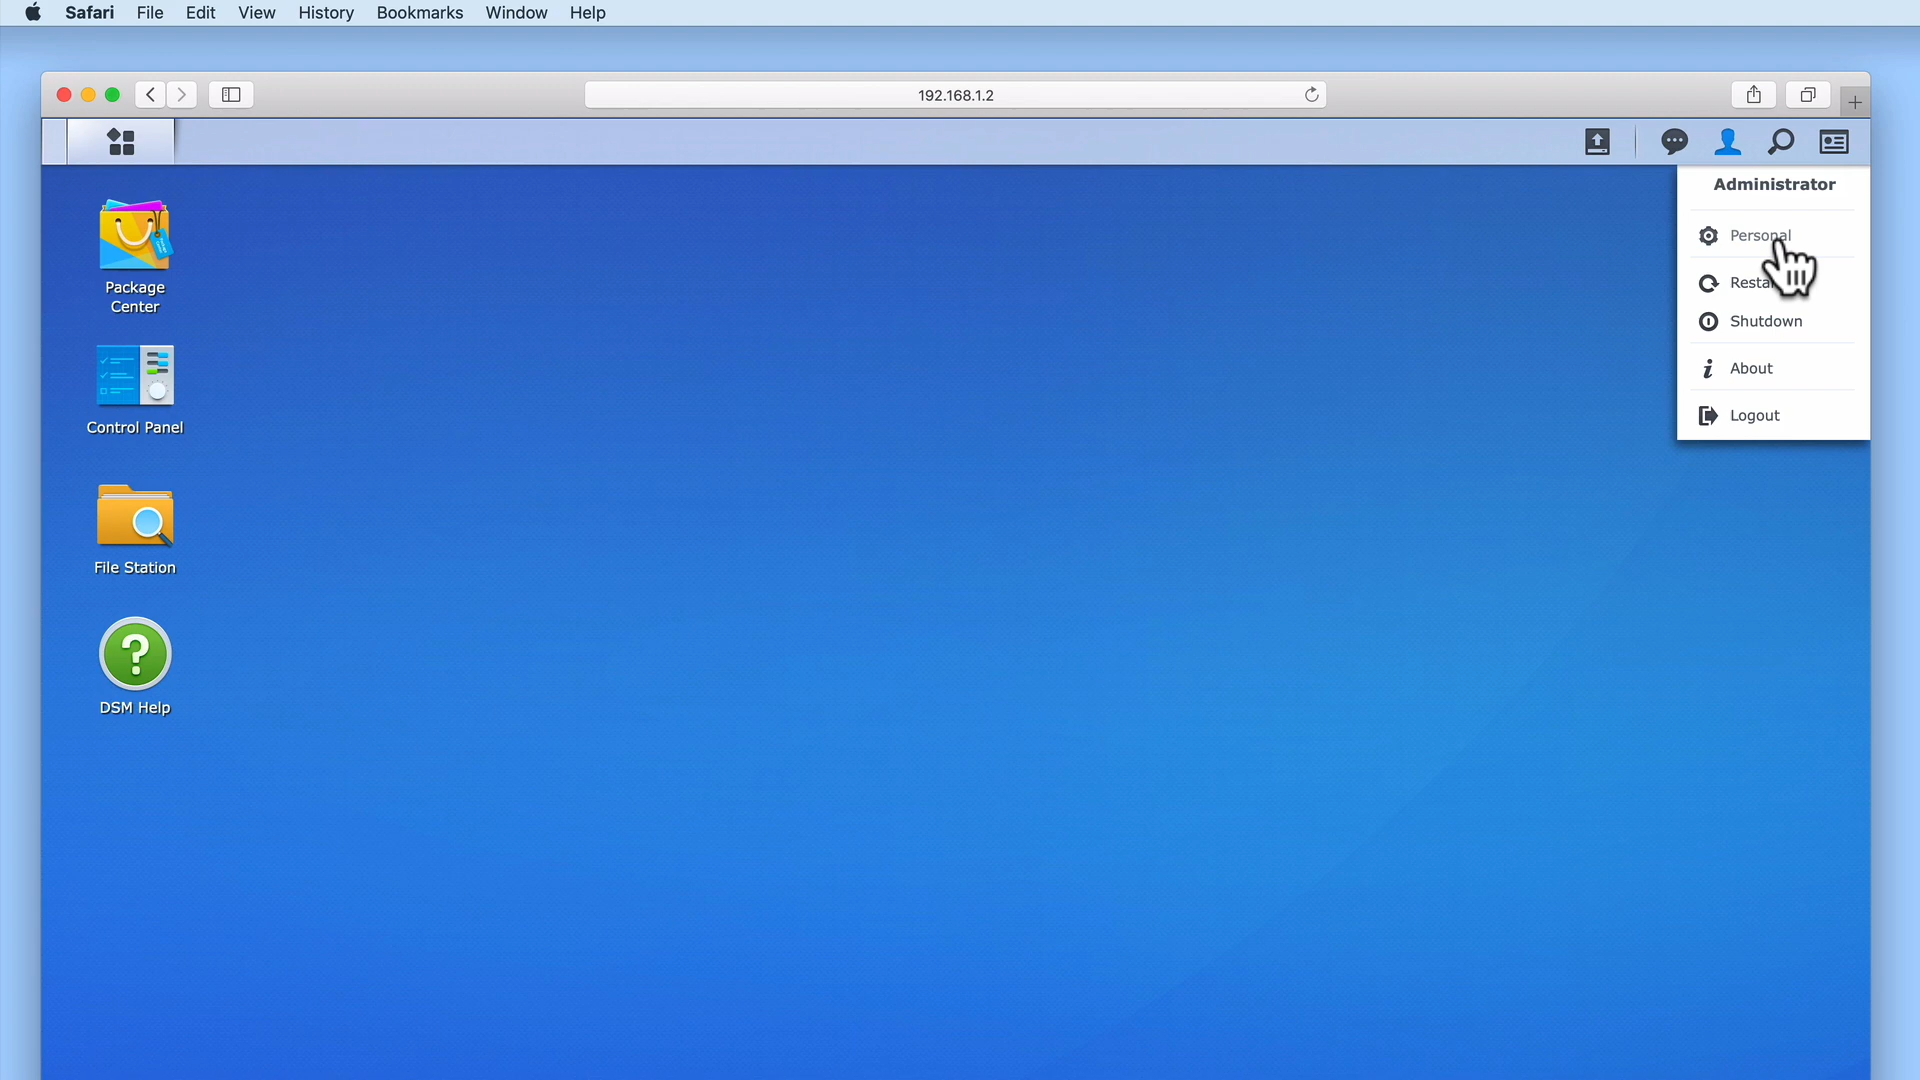 Safari File Edit View History Bookmarks Window Help
192.168.1.2
Administrator
Personal
Shutdown
About
Logout
Package
Center
Control Panel
File Station
DSM Help